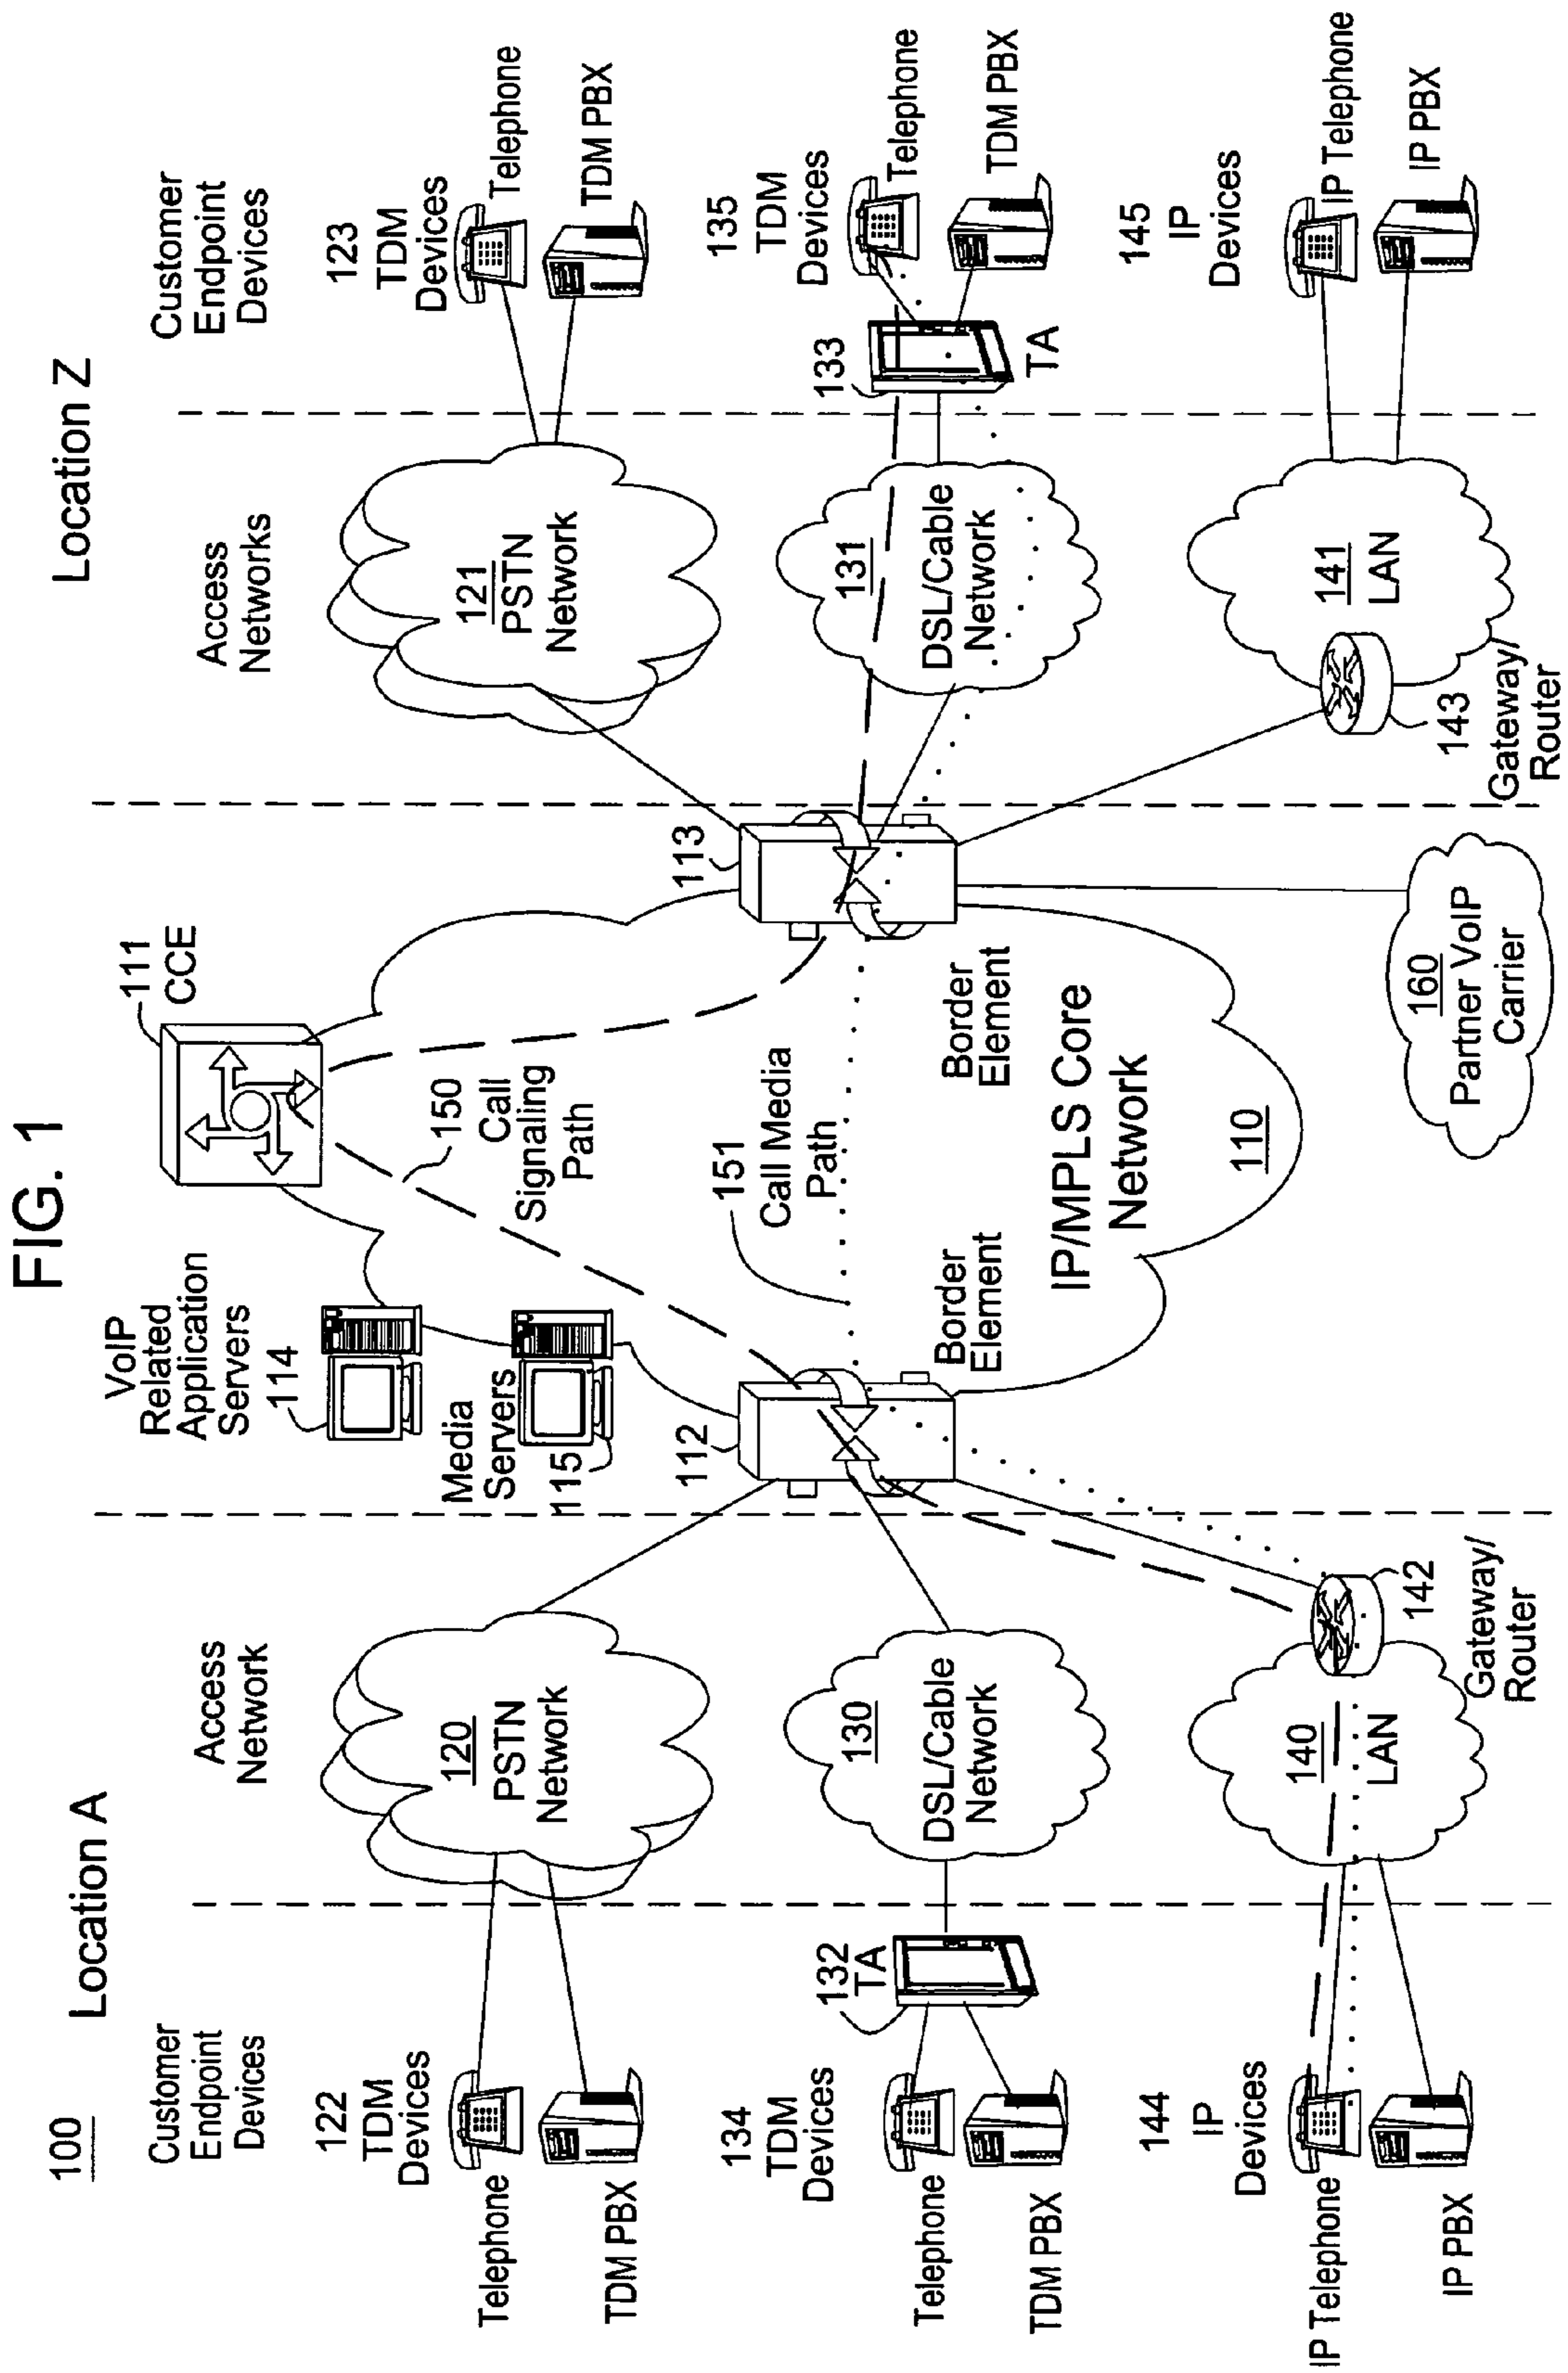 FIG. 1
100
Location A
Location Z
Customer
Endpoint
Devices
Access
Network
VoIP
Related
Application
Servers
114
111
CCE
Access
Networks
Customer
Endpoint
Devices
122
TDM
Devices
Telephone
TDM PBX
120
PSTN
Network
Media
Servers
115
150
Call
Signaling
Path
121
PSTN
Network
123
TDM
Devices
Telephone
TDM PBX
134
TDM
Devices
Telephone
TDM PBX
132
TA
130
DSL/Cable
Network
112
Border
Element
151
Call Media
Path
113
Border
Element
131
DSL/Cable
Network
133
TA
135
TDM
Devices
Telephone
TDM PBX
IP/MPLS Core
Network
110
144
IP
Devices
IP Telephone
IP PBX
140
LAN
142
Gateway/
Router
160
Partner VoIP
Carrier
143
Gateway/
Router
141
LAN
145
IP
Devices
IP Telephone
IP PBX